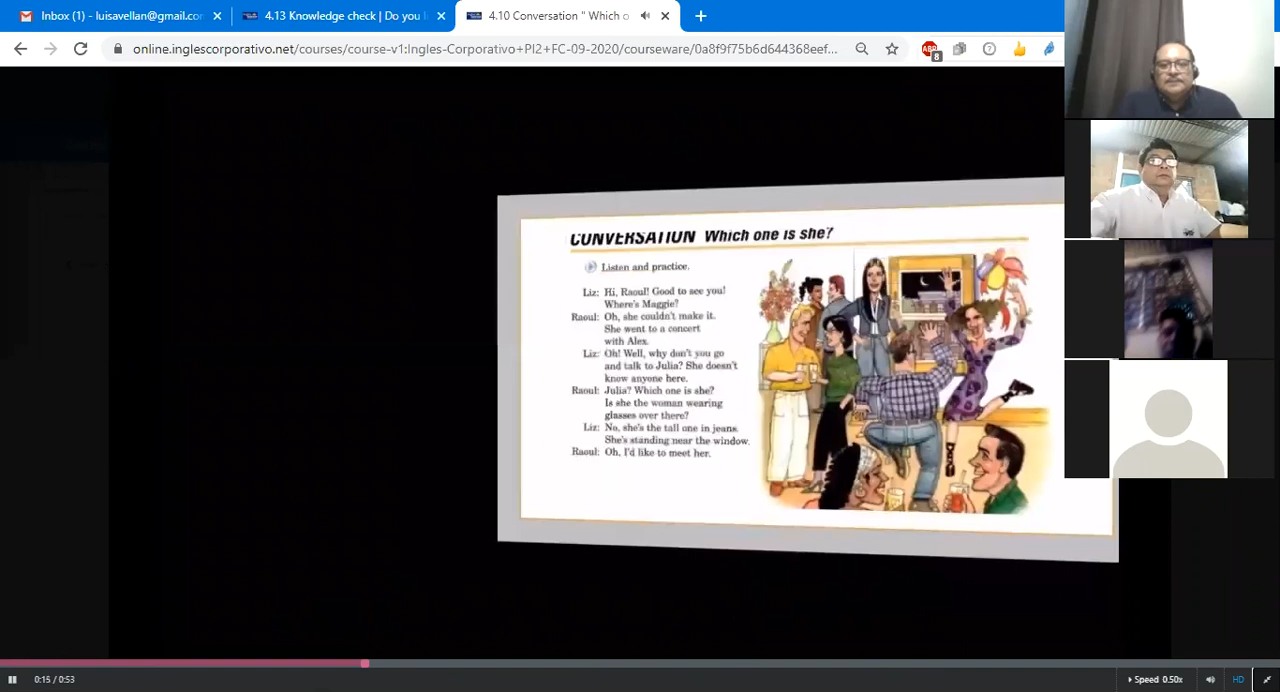 Inbox (1) - luisavellan@gmail.cor
4.13 Knowledge check | Do you l
4.10 Conversation " Which o
online.inglescorporativo.net/courses/course-v1:Ingles-Corporativo+PI2+FC-09-2020/courseware/0a8f9f75b6d644368eef...
ABP
8
CONVERSATION Which one is she?
Listen and practice.
Liz: Hi, Raoul! Good to see you!
Where's Maggie?
Raoul: Oh, she couldn't make it.
She went to a concert
with Alex.
Liz: Oh! Well, why don't you go
and talk to Julia? She doesn't
know anyone here.
Raoul: Julia? Which one is she?
Is she the woman wearing
glasses over there?
Liz: No, she's the tall one in jeans.
She's standing near the window.
Raoul: Oh, I'd like to meet her.
0:15 / 0:53
Speed 0.50x
HD